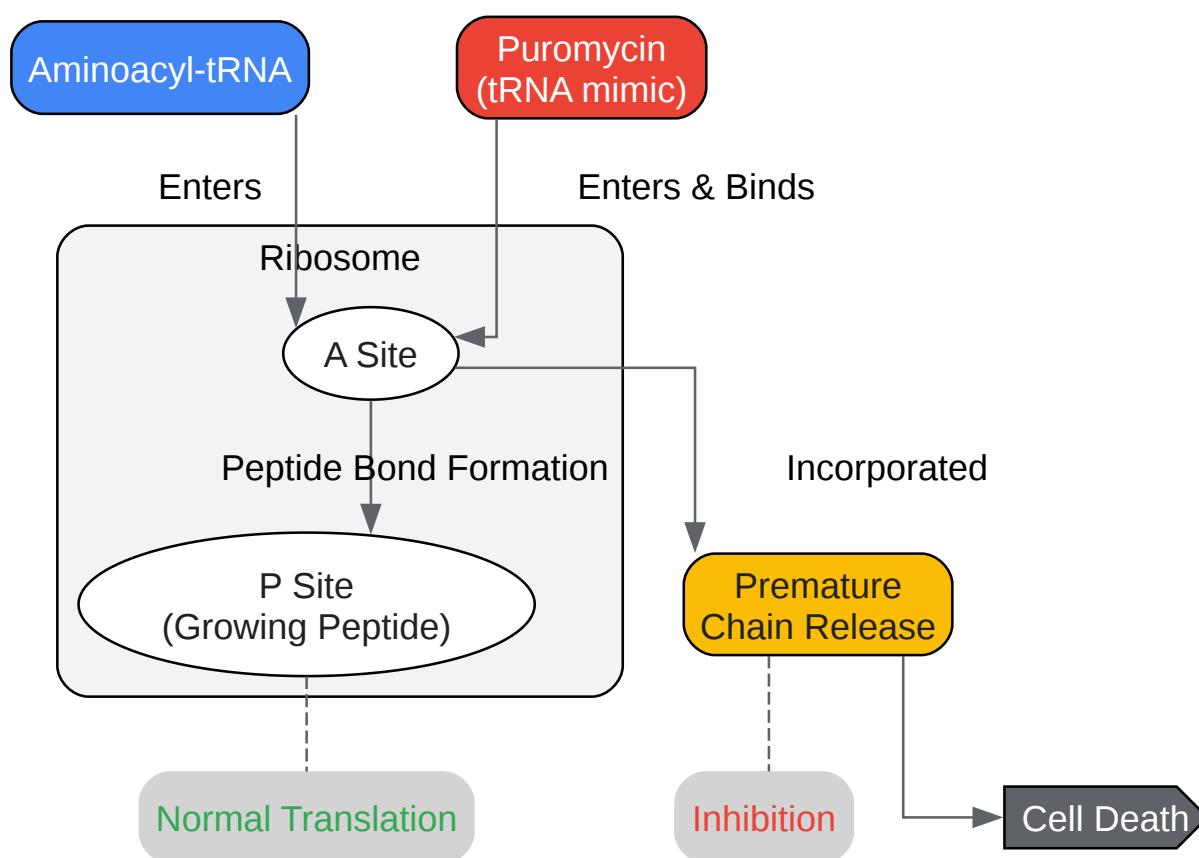 Aminoacyl-tRNA
Puromycin
(tRNA mimic)
Enters
Enters & Binds
Ribosome
A Site
Peptide Bond Formation
Incorporated
P Site
(Growing Peptide)
Premature
Chain Release
Normal Translation
Inhibition
Cell Death